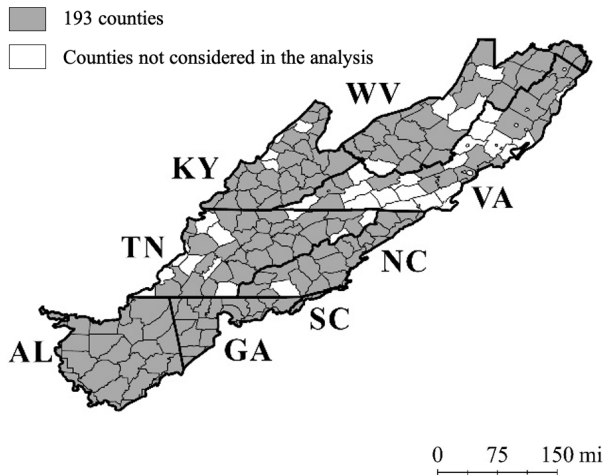 193 counties
Counties not considered in the analysis
WV
KY
VA
TN
NC
SC
AL
GA
0 75 150 mi